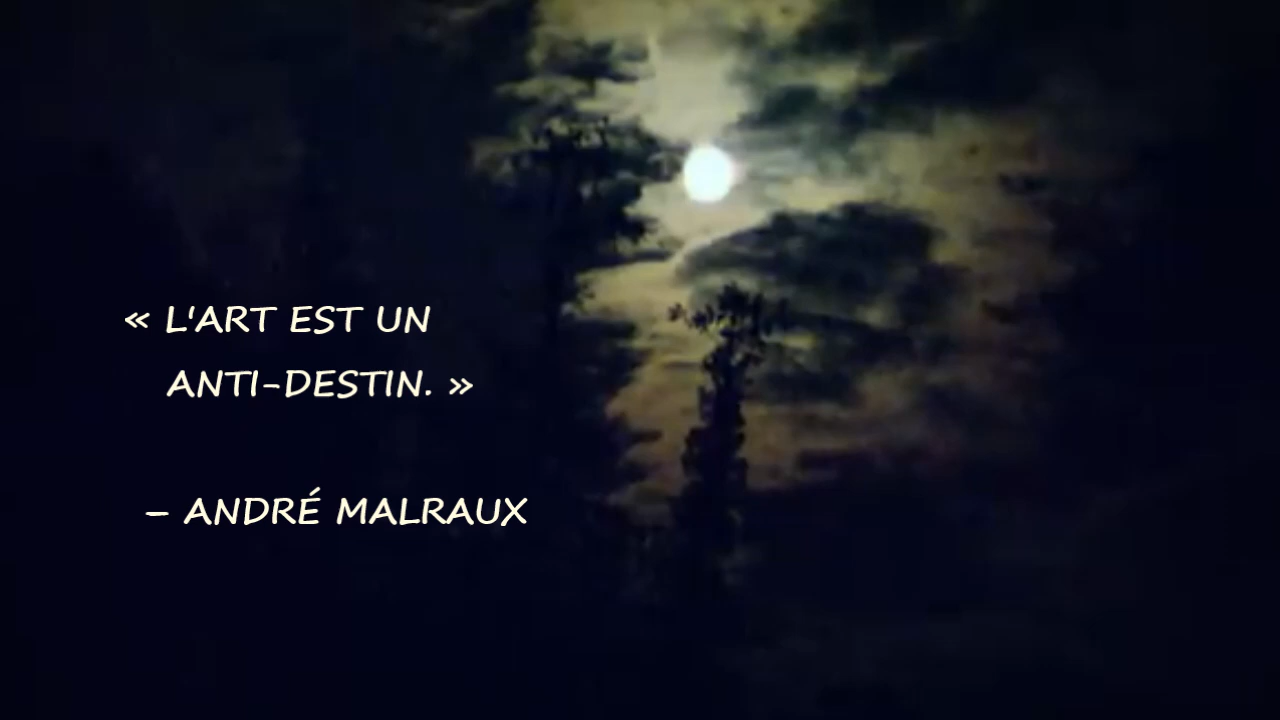 « L'ART EST UN
ANTI-DESTIN. »
– ANDRÉ MALRAUX